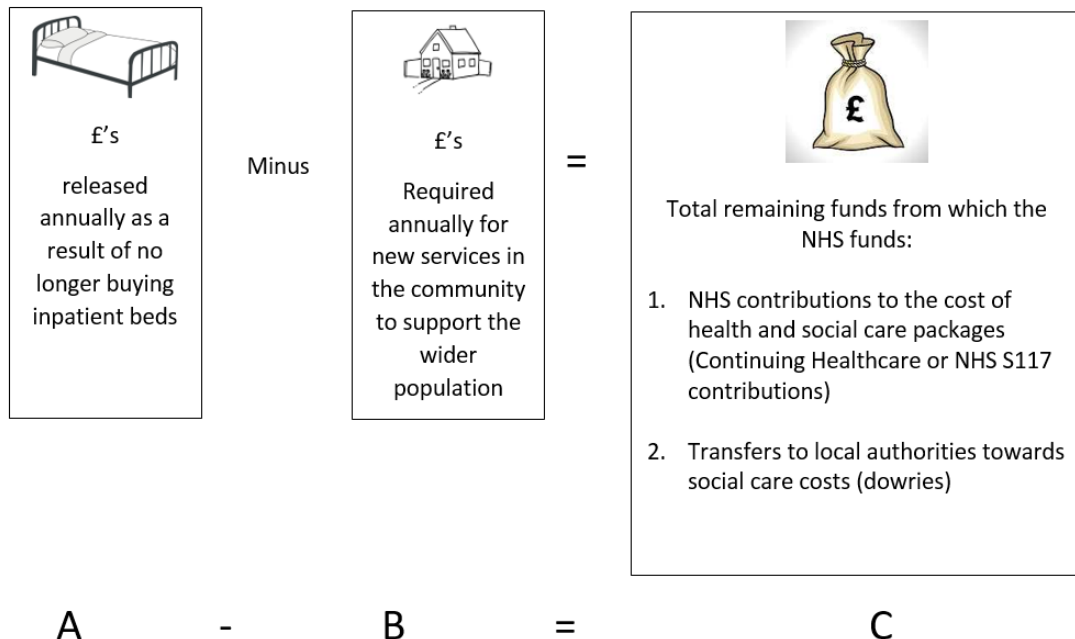 £'s
released
annually as a
result of no
longer buying
inpatient beds
Minus
£'s
Required
annually for
new services in
the community
to support the
wider
population
=
£
Total remaining funds from which the
NHS funds:
1. NHS contributions to the cost of
health and social care packages
(Continuing Healthcare or NHS S117
contributions)
2. Transfers to local authorities towards
social care costs (dowries)
A - B = C